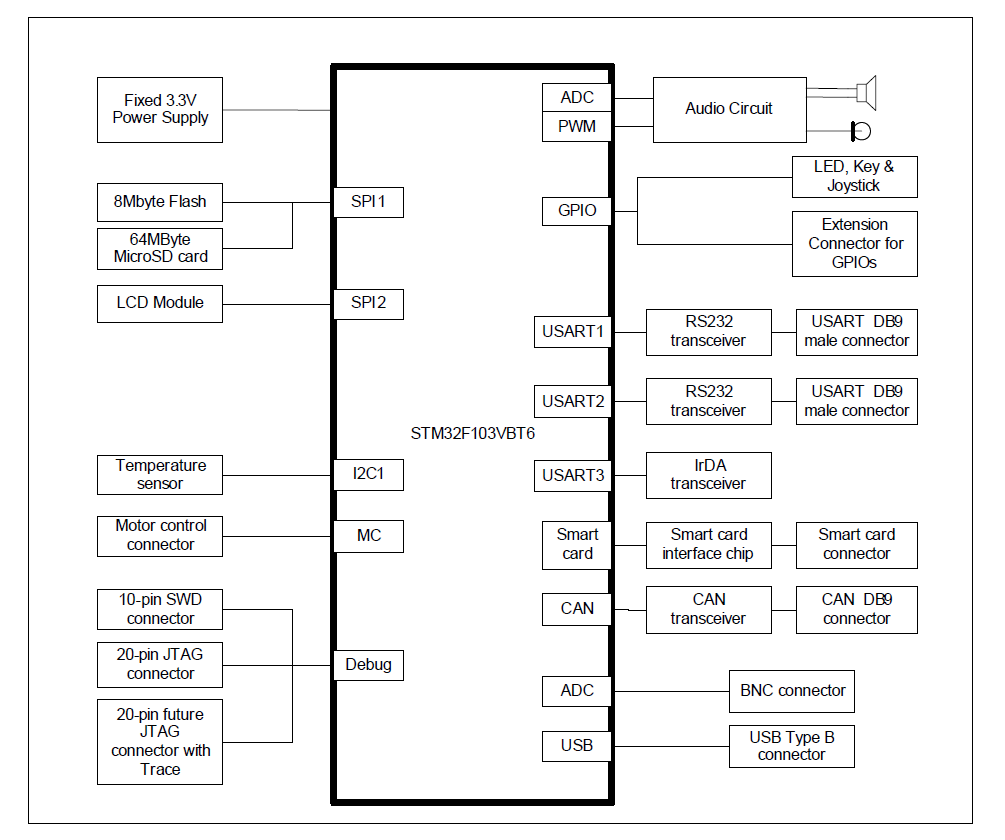 Fixed 3.3V
Power Supply
8Mbyte Flash
64MByte
MicroSD card
LCD Module
Temperature
sensor
Motor control
connector
10-pin SWD
connector
20-pin JTAG
connector
20-pin future
JTAG
connector with
Trace
SPI1
SPI2
I2C1
MC
Debug
STM32F103VBT6
ADC
PWM
GPIO
USART1
USART2
USART3
Smart
card
CAN
ADC
USB
Audio Circuit
LED, Key &
Joystick
Extension
Connector for
GPIOs
RS232
transceiver
USART DB9
male connector
RS232
transceiver
USART DB9
male connector
IrDA
transceiver
Smart card
interface chip
Smart card
connector
CAN
transceiver
CAN DB9
connector
BNC connector
USB Type B
connector